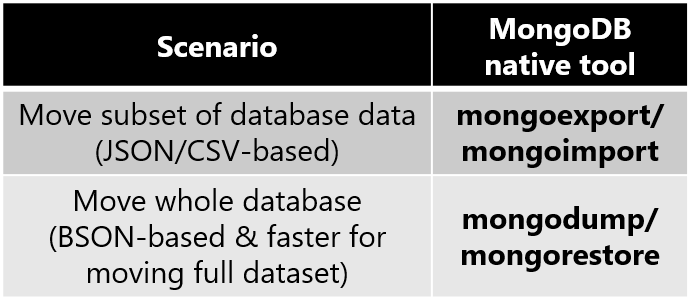 Scenario
MongoDB
native tool
Move subset of database data
(JSON/CSV-based)
mongoexport/
mongoimport
Move whole database
(BSON-based & faster for
moving full dataset)
mongodump/
mongorestore